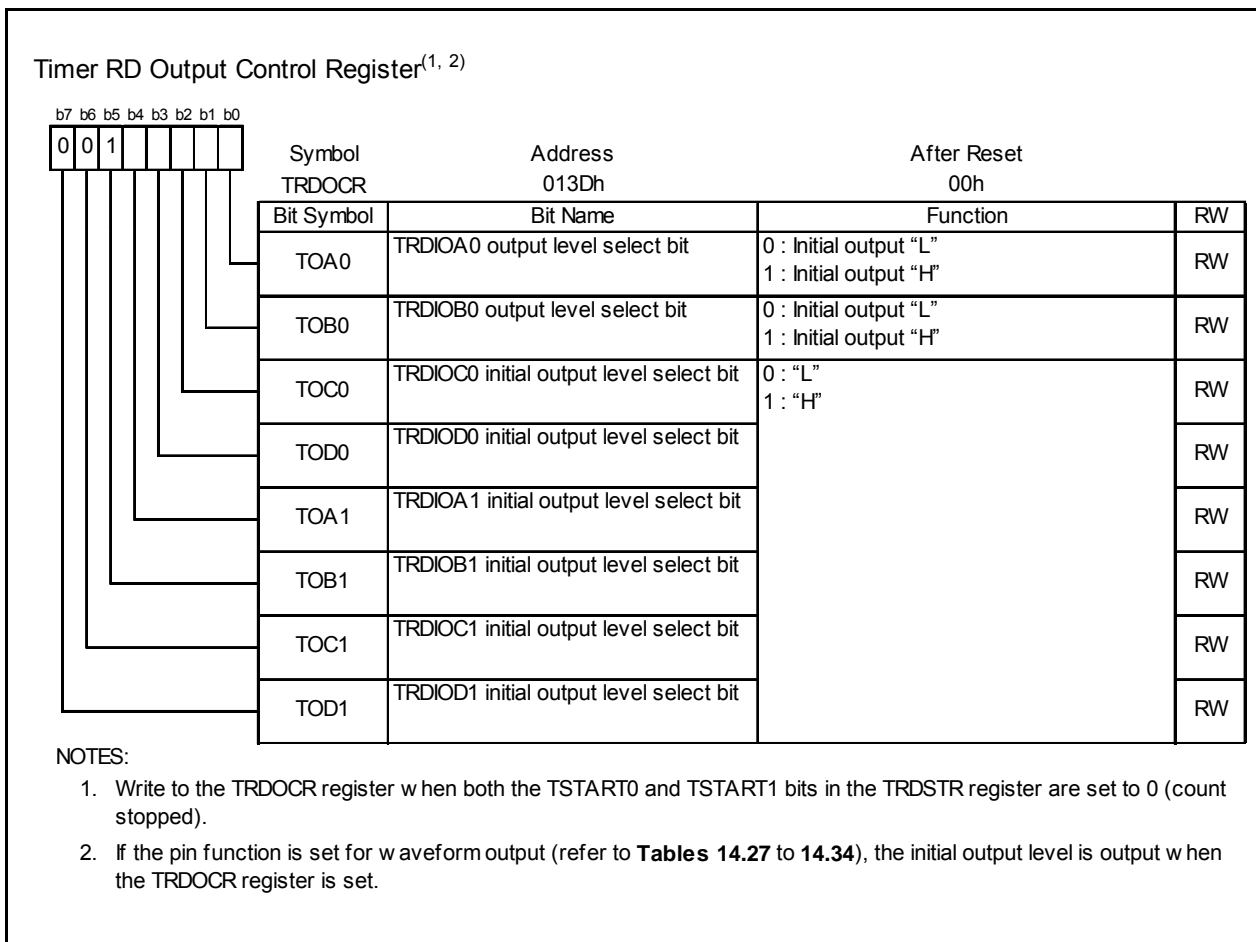 Timer RD Output Control Register(1, 2)
b7 b6 b5 b4 b3 b2 b1 b0
0 0 1
Symbol Address After Reset
TRDOCR 013Dh 00h
Bit Symbol Bit Name Function RW
TOA0 TRDIOA0 output level select bit 0 : Initial output “L” RW
1 : Initial output “H”
TOB0 TRDIOB0 output level select bit 0 : Initial output “L” RW
1 : Initial output “H”
TOC0 TRDIOC0 initial output level select bit 0 : “L” RW
1 : “H”
TOD0 TRDIOD0 initial output level select bit RW
TOA1 TRDIOA1 initial output level select bit RW
TOB1 TRDIOB1 initial output level select bit RW
TOC1 TRDIOC1 initial output level select bit RW
TOD1 TRDIOD1 initial output level select bit RW
NOTES:
1. Write to the TRDOCR register when both the TSTART0 and TSTART1 bits in the TRDSTR register are set to 0 (count
stopped).
2. If the pin function is set for waveform output (refer to Tables 14.27 to 14.34), the initial output level is output when
the TRDOCR register is set.